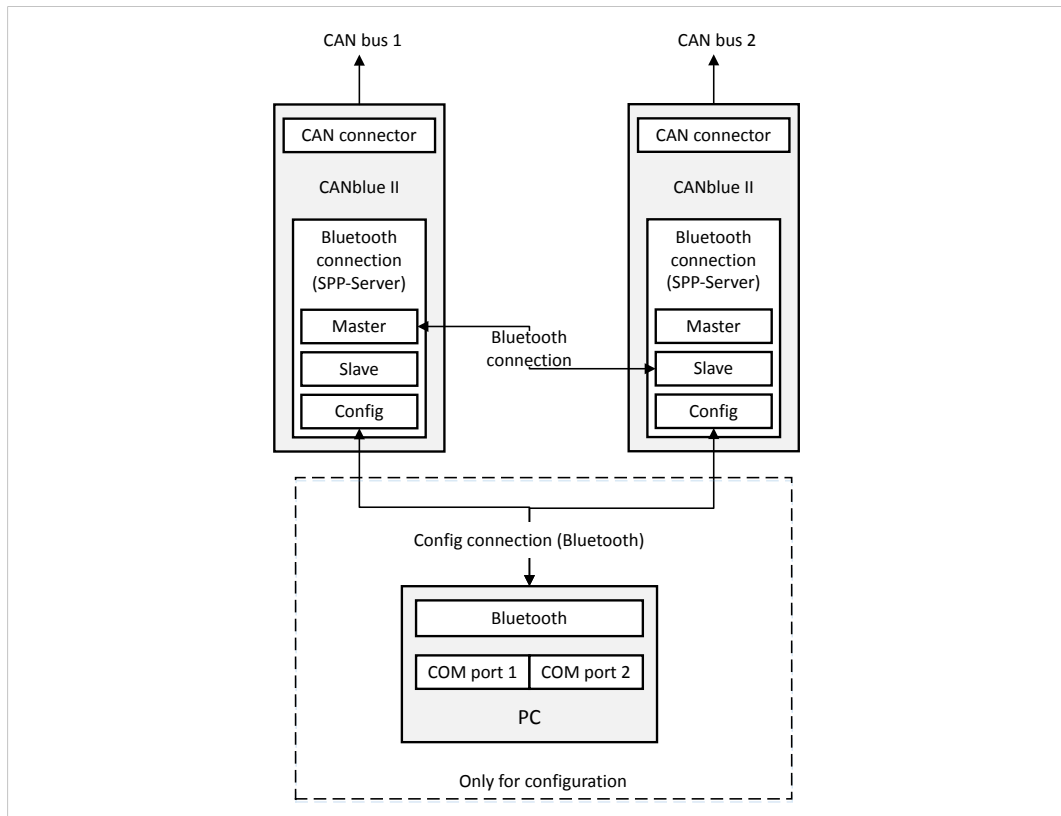 CAN bus 1
CAN bus 2
CAN connector
CANblue II
Bluetooth
connection
(SPP-Server)
Master
Slave
Config
CAN connector
CANblue II
Bluetooth
connection
(SPP-Server)
Master
Slave
Config
Bluetooth
connection
Config connection (Bluetooth)
Bluetooth
COM port 1
COM port 2
PC
Only for configuration